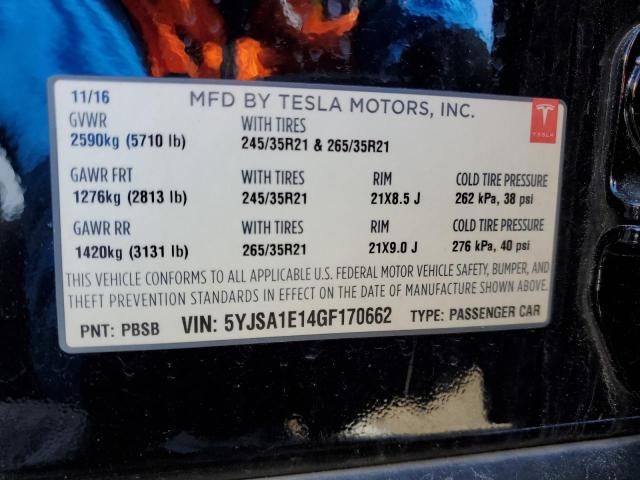 11/16 MFD BY TESLA MOTORS, INC.
GVWR WITH TIRES
2590kg (5710 lb) 245/35R21 & 265/35R21
GAWR FRT WITH TIRES RIM COLD TIRE PRESSURE
1276kg (2813 lb) 245/35R21 21X8.5 J 262 kPa, 38 psi
GAWR RR WITH TIRES RIM COLD TIRE PRESSURE
1420kg (3131 lb) 265/35R21 21X9.0 J 276 kPa, 40 psi
THIS VEHICLE CONFORMS TO ALL APPLICABLE U.S. FEDERAL MOTOR VEHICLE SAFETY, BUMPER, AND
THEFT PREVENTION STANDARDS IN EFFECT ON THE DATE OF MANUFACTURE SHOWN ABOVE.
PNT: PBSB VIN: 5YJSA1E14GF170662 TYPE: PASSENGER CAR
TESLA